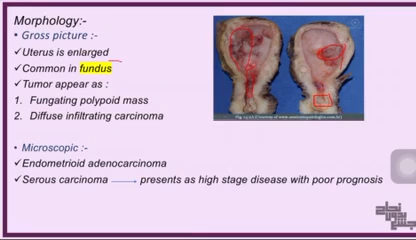 Morphology:-
• Gross picture :-
✓Uterus is enlarged
✓Common in fundus
✓Tumor appear as :
1. Fungating polypoid mass
2. Diffuse infiltrating carcinoma
• Microscopic :-
✓Endometrioid adenocarcinoma
✓Serous carcinoma → presents as high stage disease with poor prognosis